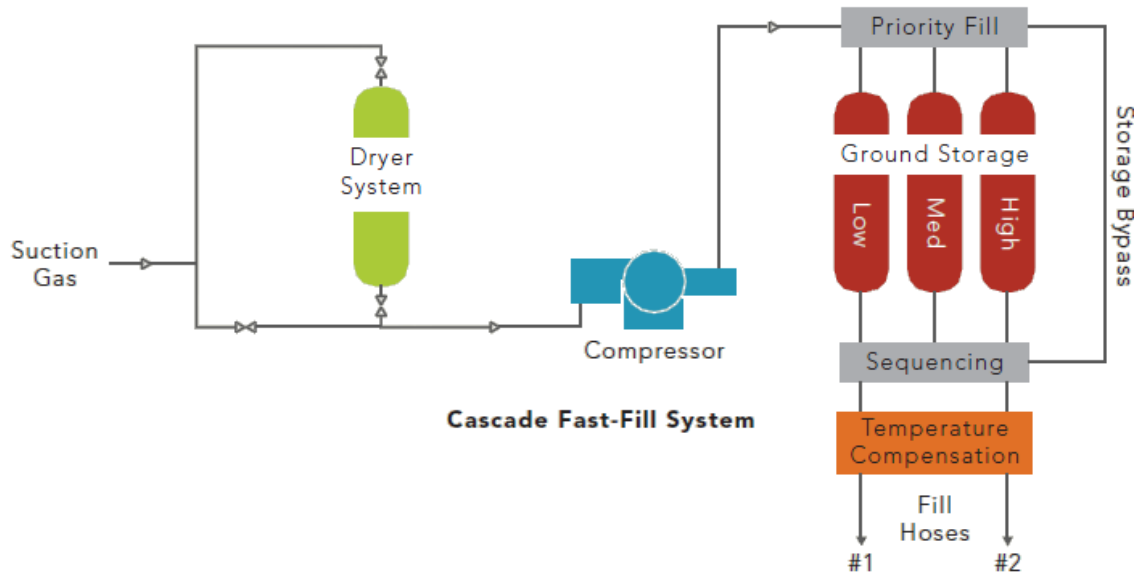 Priority Fill
Dryer
System
Ground Storage
Low
Med
High
Storage Bypass
Suction
Gas
Compressor
Sequencing
Cascade Fast-Fill System
Temperature
Compensation
Fill
Hoses
#1
#2